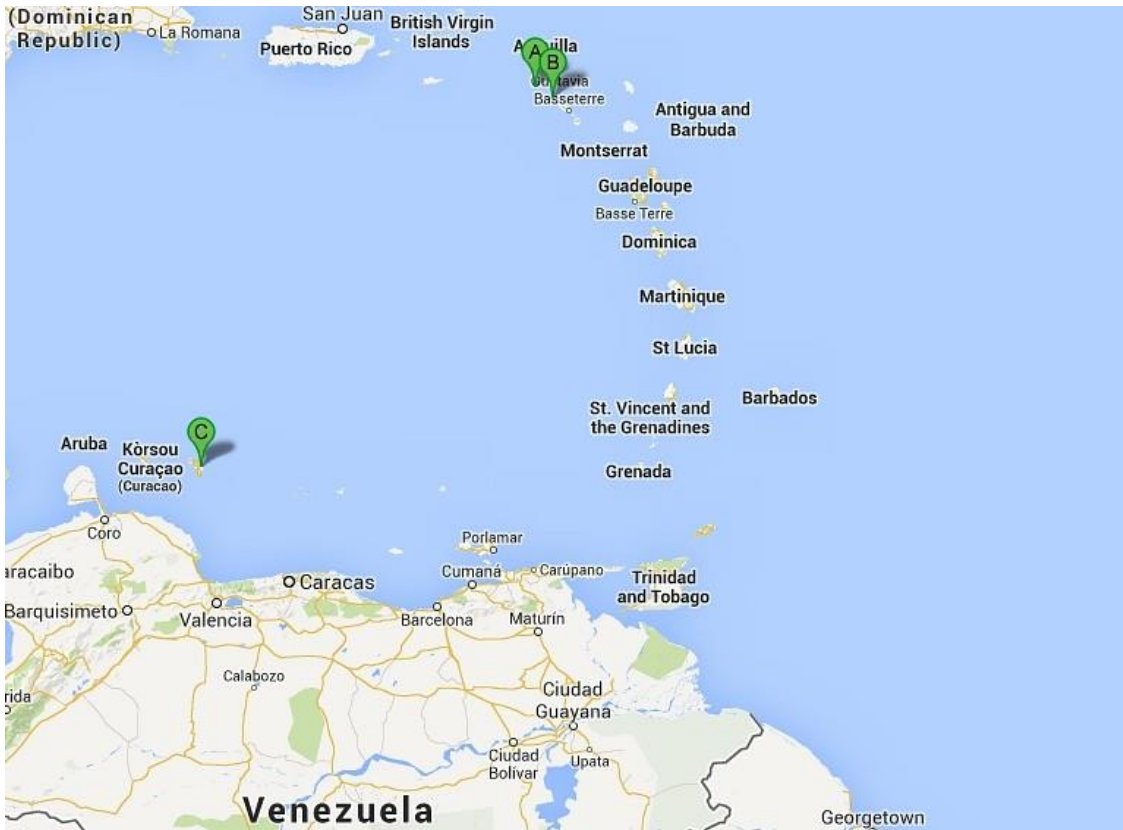 (Dominican
Republic)
La Romana
San Juan
Puerto Rico
British Virgin
Islands
A
B
Basseterre
Antigua and
Barbuda
Montserrat
Guadeloupe
Basse Terre
Dominica
Martinique
St Lucia
St. Vincent and
the Grenadines
Barbados
Grenada
C
Aruba
Kòrsou
Curaçao
(Curacao)
Coro
Porlamar
Cumaná
Carúpano
Trinidad
and Tobago
aracaibo
Caracas
Barquisimeto
Valencia
Barcelona
Maturín
Calabozo
rida
Ciudad
Guayana
Ciudad
Bolívar
Upata
Venezuela
Georgetown